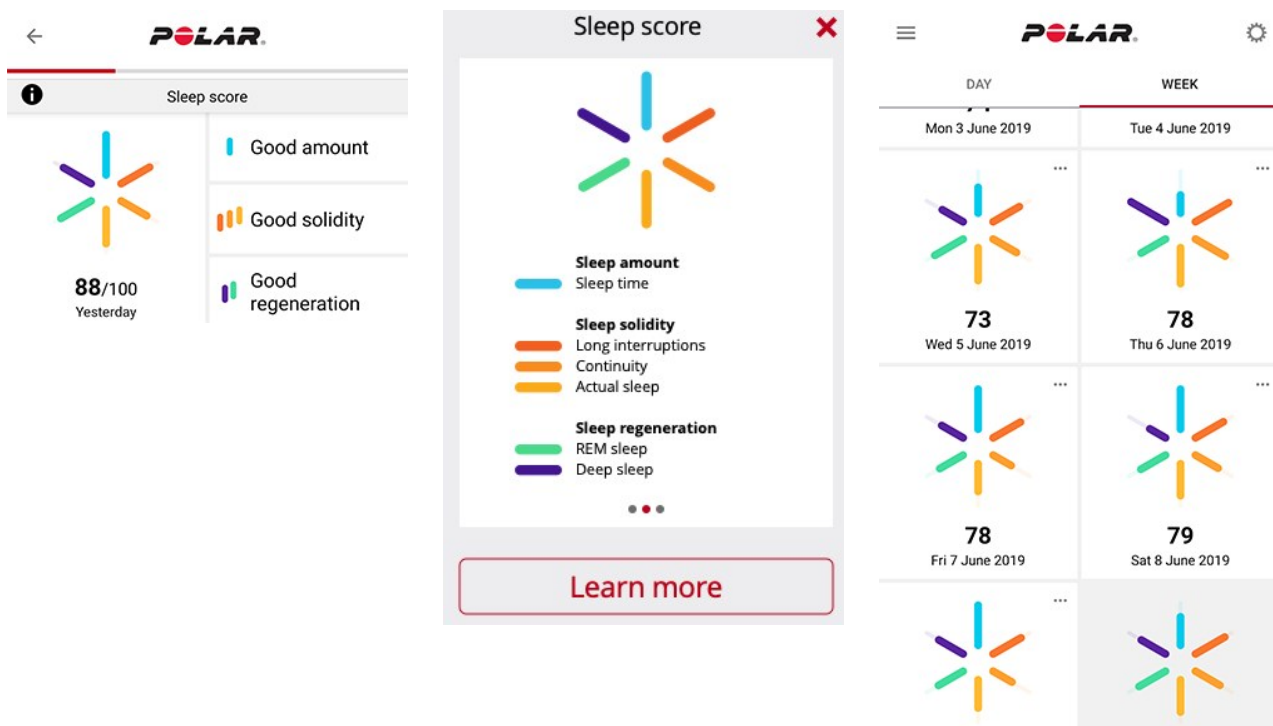 POLAR
Sleep score
Good amount
Good solidity
Good
regeneration
88/100
Yesterday
Sleep score
Sleep amount
Sleep time
Sleep solidity
Long interruptions
Continuity
Actual sleep
Sleep regeneration
REM sleep
Deep sleep
Learn more
POLAR
DAY WEEK
Mon 3 June 2019 Tue 4 June 2019
73 78
Wed 5 June 2019 Thu 6 June 2019
78 79
Fri 7 June 2019 Sat 8 June 2019